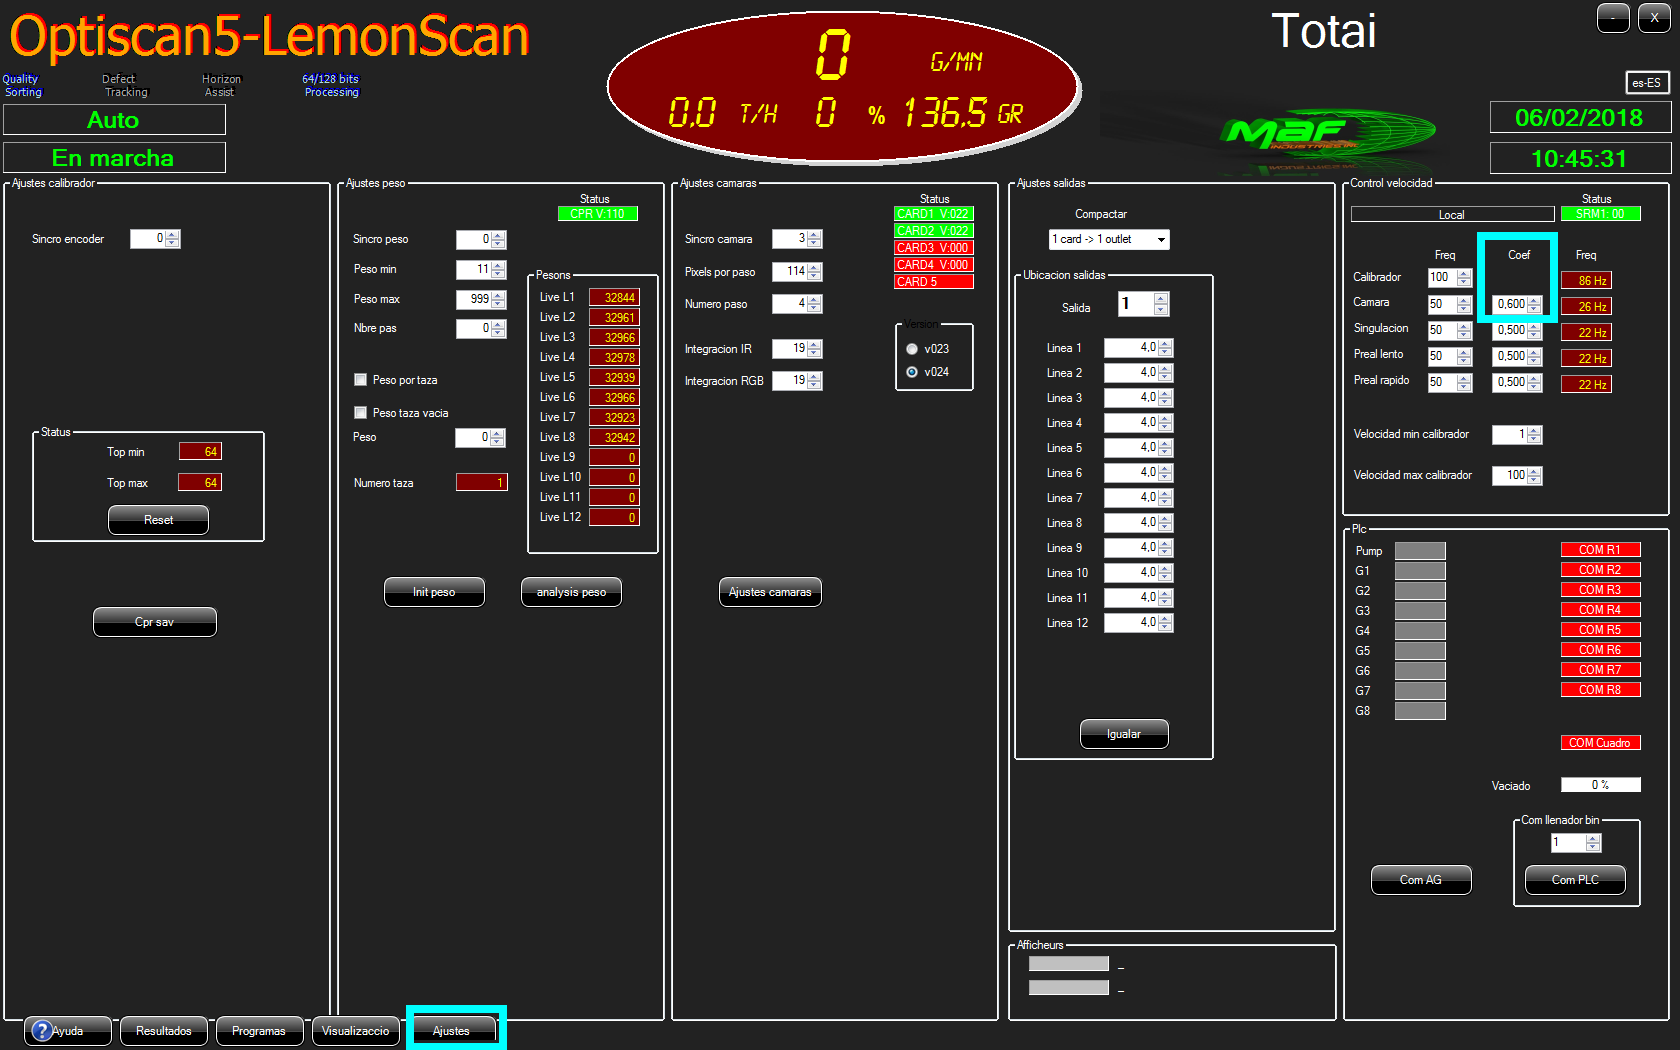 Optiscan5-LemonScan
Quality Sorting
Defect Tracking
Horizon Assist
64/128 bits Processing
Auto
En marcha
0 G/MN
0.0 T/H 0 % 136.5 GR
Totai
- X
es-ES
MAF
INDUSTRIES INC
06/02/2018
10:45:31
Ajustes calibrador
Sincro encoder 0
Status
Top min 64
Top max 64
Reset
Cpr sav
Ajustes peso
Status
CPR V:110
Sincro peso 0
Peso min 11
Peso max 999
Nbre pas 0
Peso por taza
Peso taza vacia
Peso 0
Numero taza 1
Pesons
Live L1 32844
Live L2 32961
Live L3 32966
Live L4 32978
Live L5 32939
Live L6 32966
Live L7 32923
Live L8 32942
Live L9 0
Live L10 0
Live L11 0
Live L12 0
Init peso
analysis peso
Ajustes camaras
Status
CARD1 V:022
CARD2 V:022
CARD3 V:000
CARD4 V:000
CARD 5
Sincro camara 3
Pixels por paso 114
Numero paso 4
Integracion IR 19
Integracion RGB 19
Version
v023
v024
Ajustes camaras
Ajustes salidas
Compactar
1 card -> 1 outlet
Ubicacion salidas
Salida 1
Linea 1 4,0
Linea 2 4,0
Linea 3 4,0
Linea 4 4,0
Linea 5 4,0
Linea 6 4,0
Linea 7 4,0
Linea 8 4,0
Linea 9 4,0
Linea 10 4,0
Linea 11 4,0
Linea 12 4,0
Igualar
Afficheurs
_
_
Control velocidad
Status
Local SRM1: 00
Freq Coef Freq
Calibrador 100 86 Hz
Camara 50 0,600 26 Hz
Singulacion 50 0,500 22 Hz
Preal lento 50 0,500 22 Hz
Preal rapido 50 0,500 22 Hz
Velocidad min calibrador 1
Velocidad max calibrador 100
Plc
Pump
G1
G2
G3
G4
G5
G6
G7
G8
COM R1
COM R2
COM R3
COM R4
COM R5
COM R6
COM R7
COM R8
COM Cuadro
Vaciado 0 %
Com llenador bin
1
Com AG
Com PLC
? Ayuda
Resultados
Programas
Visualizaccio
Ajustes